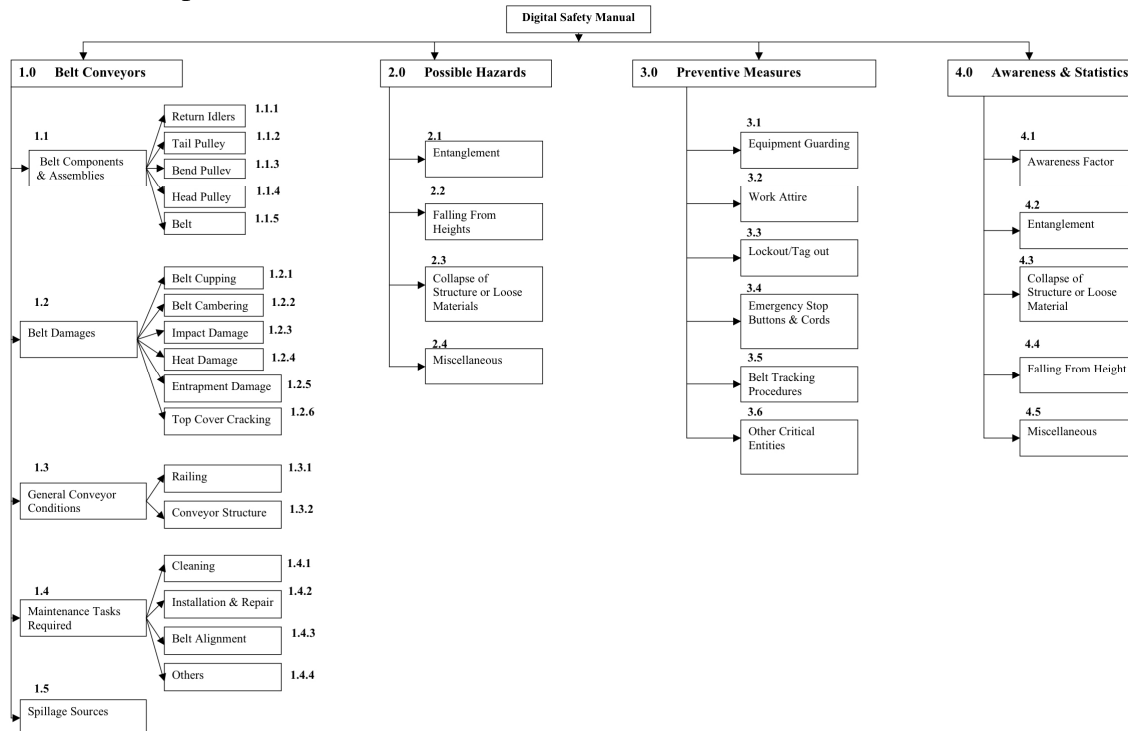 Digital Safety Manual
1.0 Belt Conveyors
1.1
Belt Components
& Assemblies
Return Idlers 1.1.1
Tail Pulley 1.1.2
Bend Pulley 1.1.3
Head Pulley 1.1.4
Belt 1.1.5
1.2
Belt Damages
Belt Cupping 1.2.1
Belt Cambering 1.2.2
Impact Damage 1.2.3
Heat Damage 1.2.4
Entrapment Damage 1.2.5
Top Cover Cracking 1.2.6
1.3
General Conveyor
Conditions
Railing 1.3.1
Conveyor Structure 1.3.2
1.4
Maintenance Tasks
Required
Cleaning 1.4.1
Installation & Repair 1.4.2
Belt Alignment 1.4.3
Others 1.4.4
1.5
Spillage Sources
2.0 Possible Hazards
2.1
Entanglement
2.2
Falling From
Heights
2.3
Collapse of
Structure or Loose
Materials
2.4
Miscellaneous
3.0 Preventive Measures
3.1
Equipment Guarding
3.2
Work Attire
3.3
Lockout/Tag out
3.4
Emergency Stop
Buttons & Cords
3.5
Belt Tracking
Procedures
3.6
Other Critical
Entities
4.0 Awareness & Statistics
4.1
Awareness Factor
4.2
Entanglement
4.3
Collapse of
Structure or Loose
Material
4.4
Falling From Height
4.5
Miscellaneous